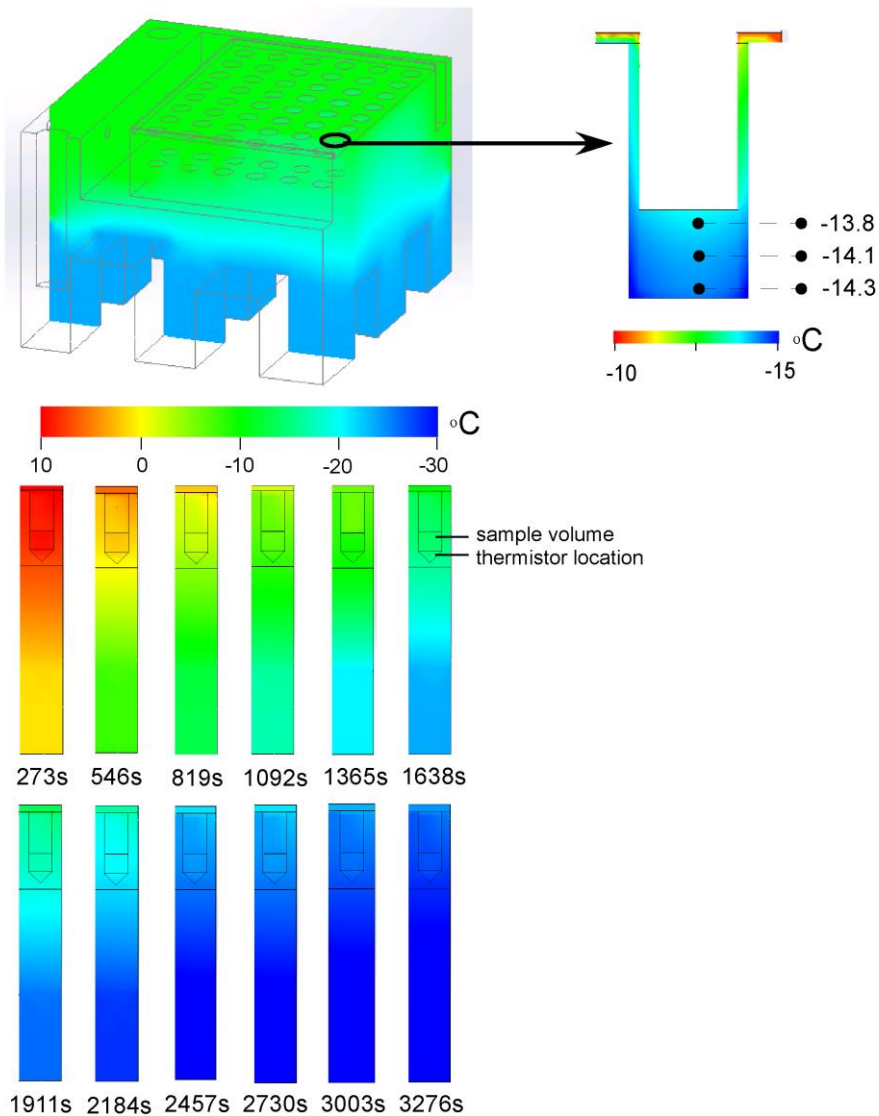 -13.8
-14.1
-14.3
°C
-10
-15
°C
10 0 -10 -20 -30
sample volume
thermistor location
273s 546s 819s 1092s 1365s 1638s
1911s 2184s 2457s 2730s 3003s 3276s